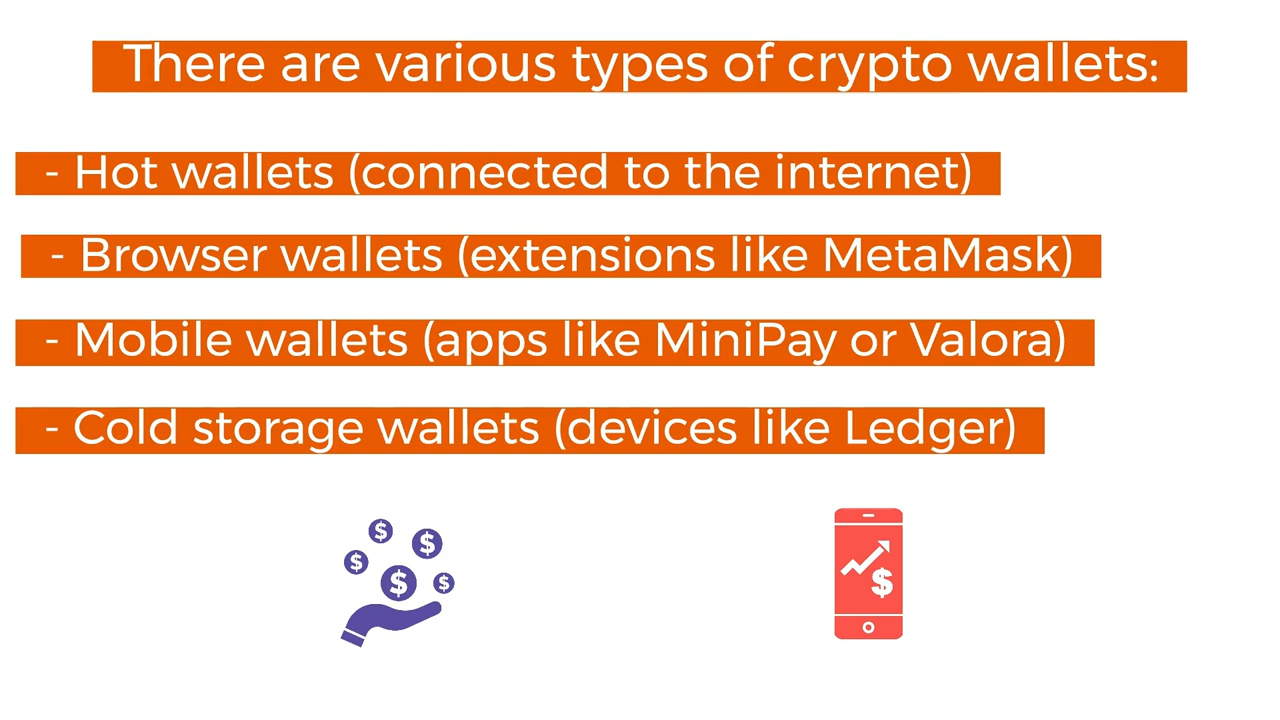 There are various types of crypto wallets:
- Hot wallets (connected to the internet)
- Browser wallets (extensions like MetaMask)
- Mobile wallets (apps like MiniPay or Valora)
- Cold storage wallets (devices like Ledger)
$ $ $ $ $
$